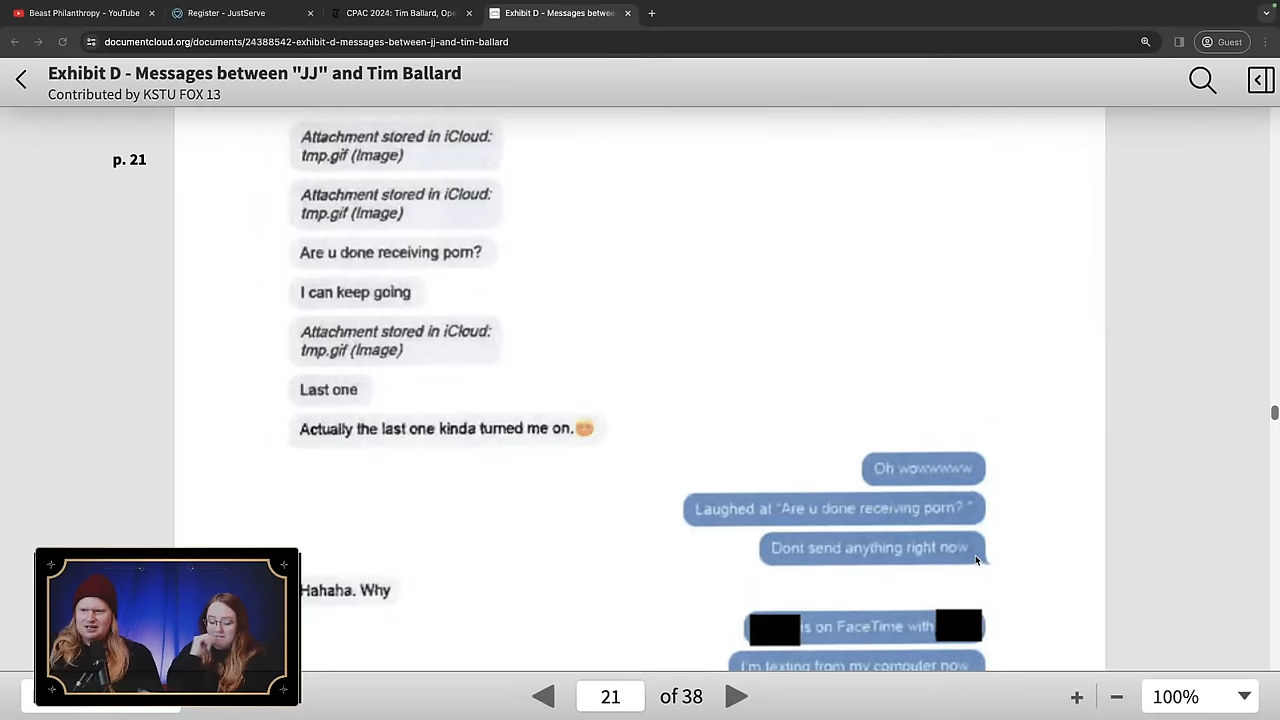 Beast Philanthropy - YouTube
Register - JustServe
CPAC 2024: Tim Ballard, Ope
Exhibit D - Messages betwee
documentcloud.org/documents/24388542-exhibit-d-messages-between-jj-and-tim-ballard
Guest
Exhibit D - Messages between "JJ" and Tim Ballard
Contributed by KSTU FOX 13
p. 21
Attachment stored in iCloud:
tmp.gif (Image)
Attachment stored in iCloud:
tmp.gif (Image)
Are u done receiving porn?
I can keep going
Attachment stored in iCloud:
tmp.gif (Image)
Last one
Actually the last one kinda turned me on.
Oh wowwwww
Laughed at "Are u done receiving porn? "
Dont send anything right now
Hahaha. Why
s on FaceTime with
I'm texting from my computer now
21 of 38
100%